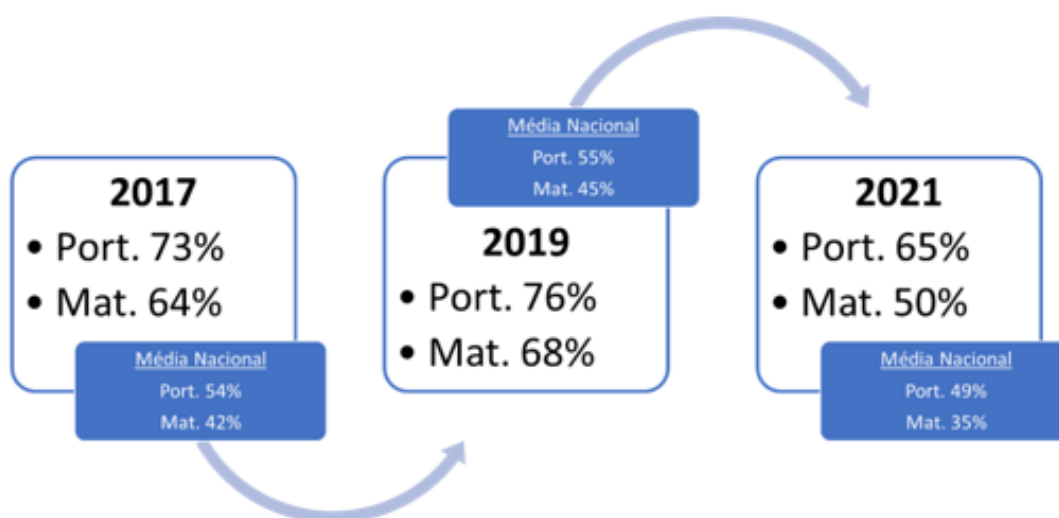 2017
• Port. 73%
• Mat. 64%
Média Nacional
Port. 54%
Mat. 42%
Média Nacional
Port. 55%
Mat. 45%
2019
• Port. 76%
• Mat. 68%
2021
• Port. 65%
• Mat. 50%
Média Nacional
Port. 49%
Mat. 35%